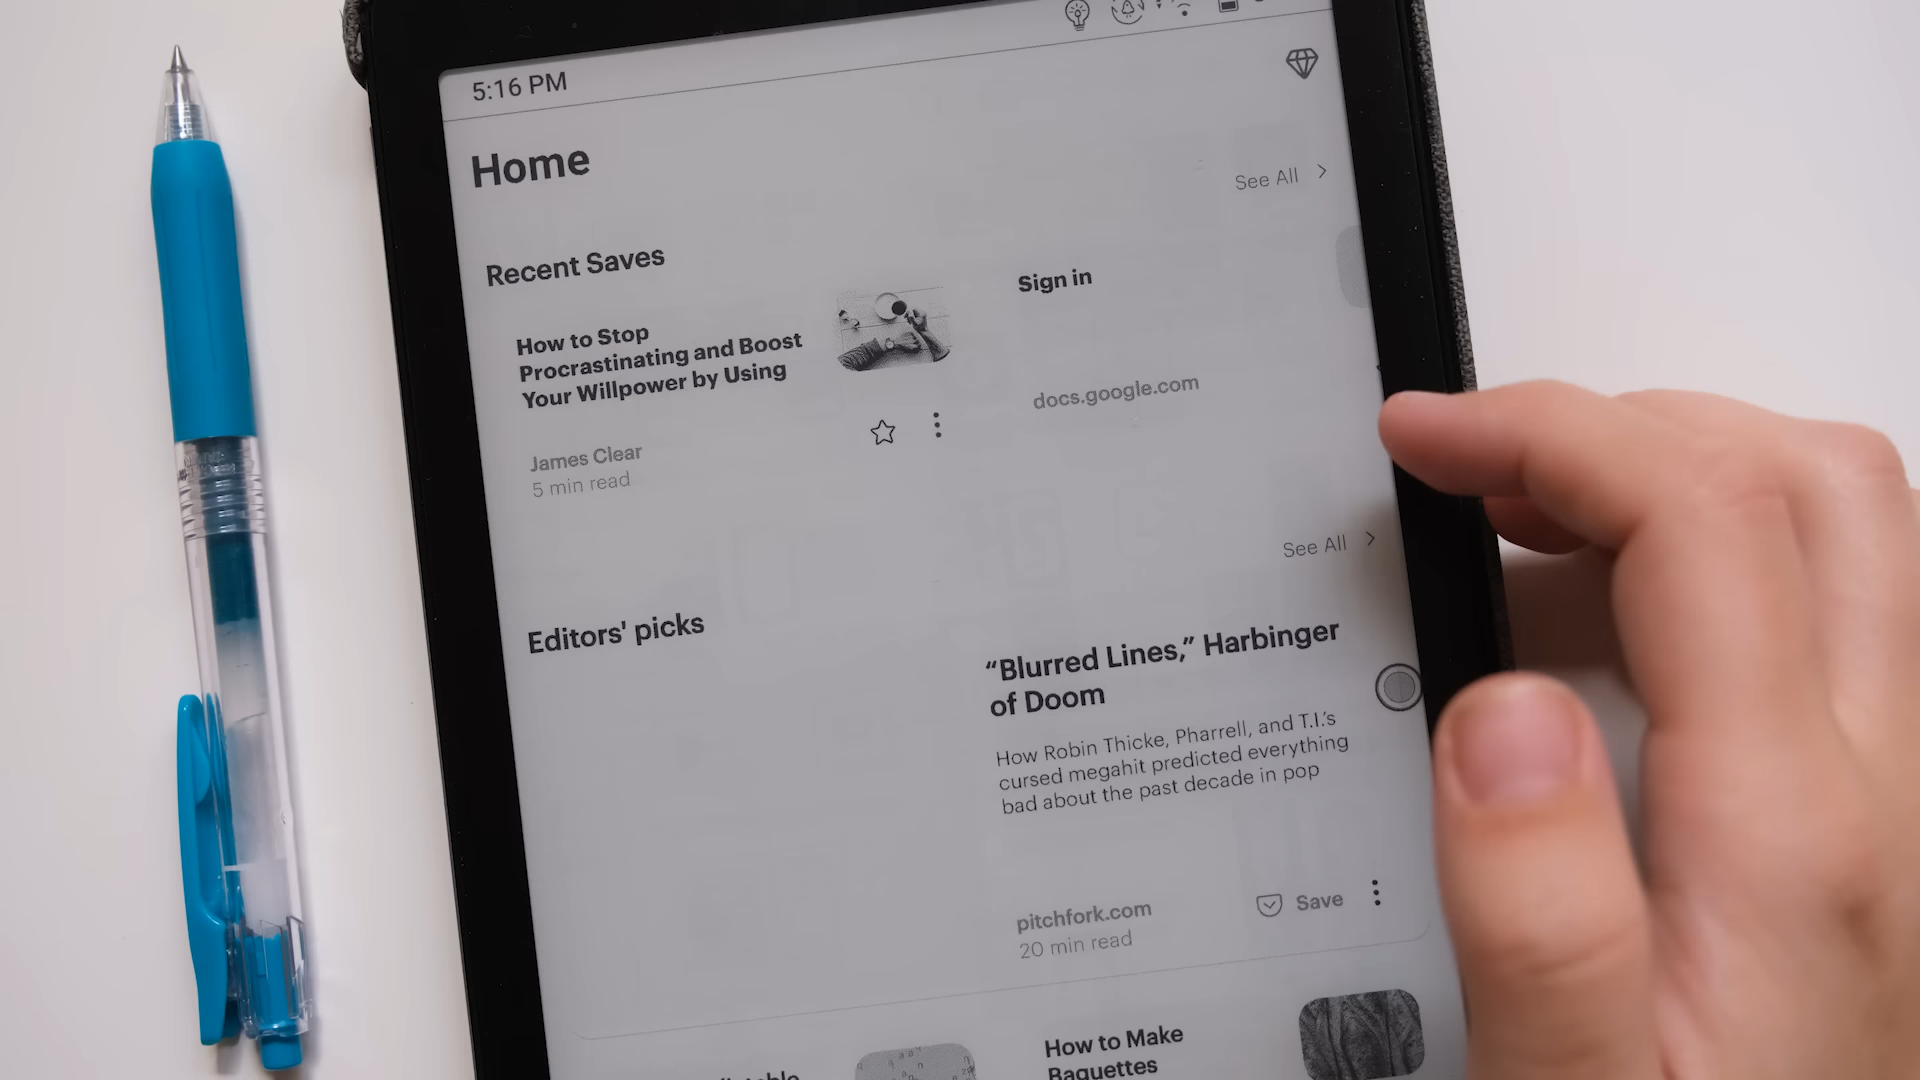 5:16 PM
Home
See All
Recent Saves
How to Stop
Procrastinating and Boost
Your Willpower by Using
James Clear
5 min read
Sign in
docs.google.com
See All
Editors' picks
“Blurred Lines,” Harbinger
of Doom
How Robin Thicke, Pharrell, and T.I.’s
cursed megahit predicted everything
bad about the past decade in pop
pitchfork.com
20 min read
Save
How to Make
Baguettes